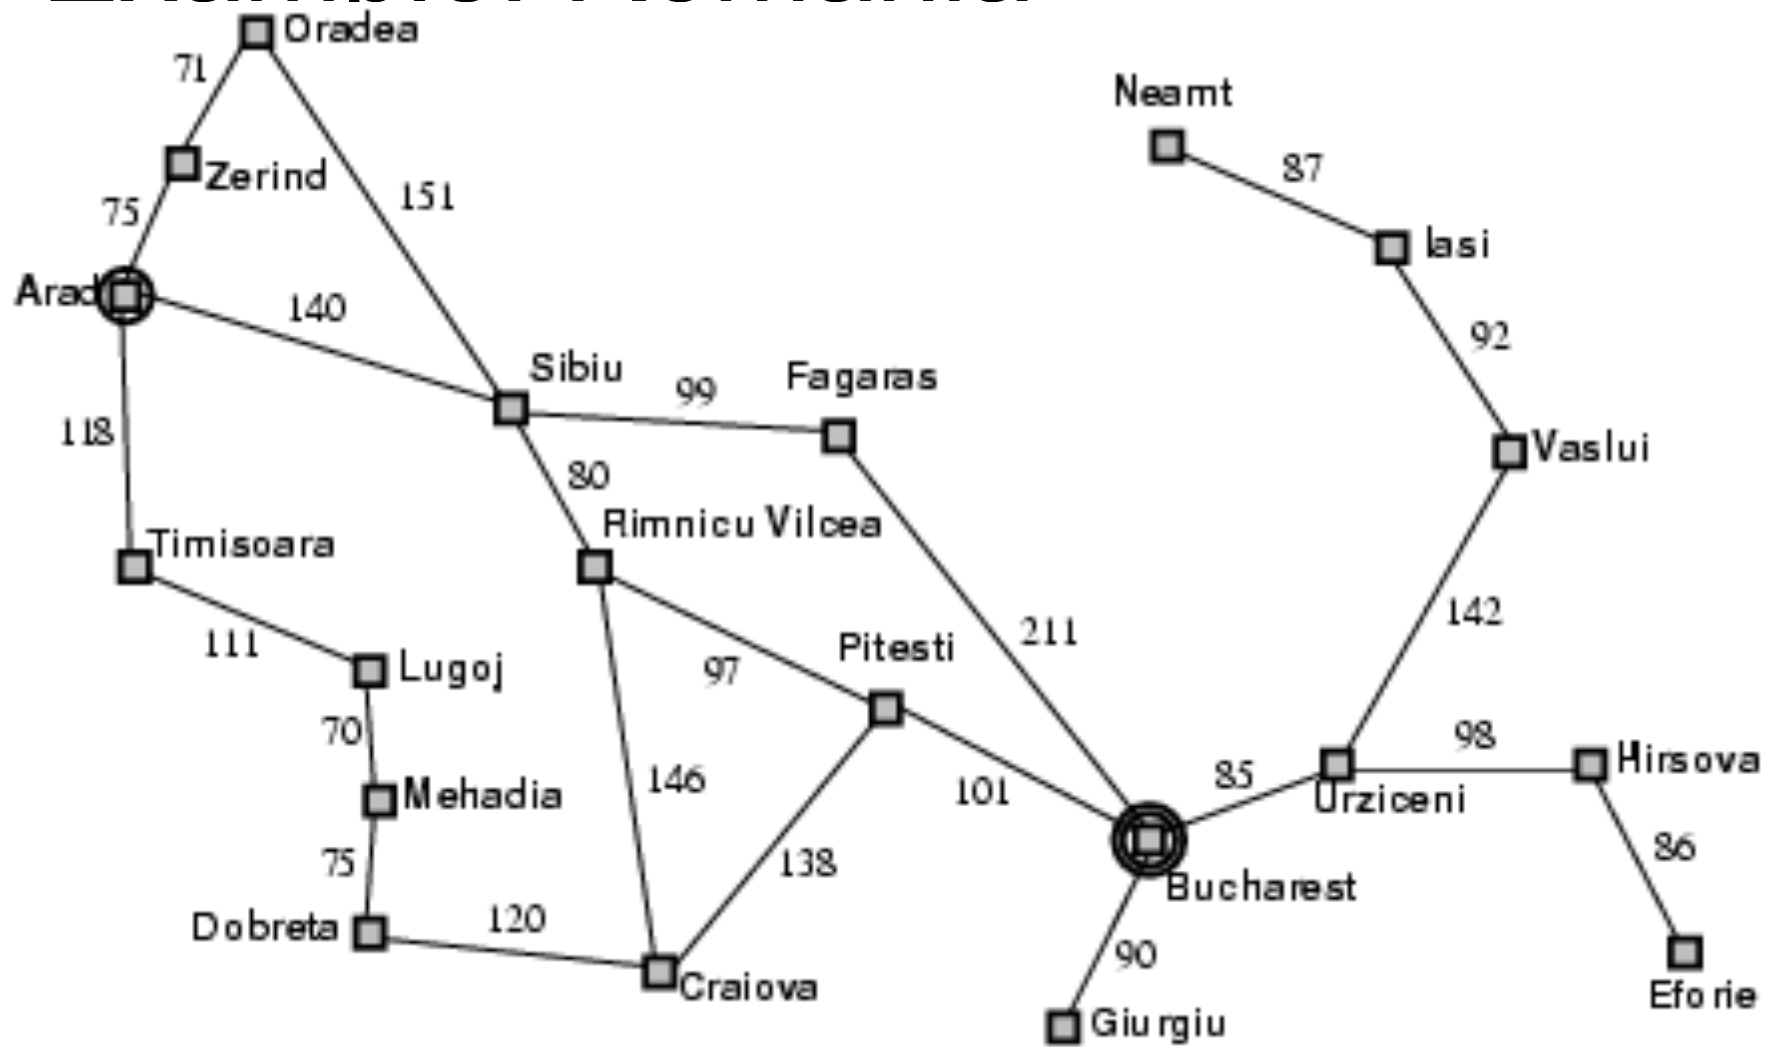 Oradea
71
Neamt
87
Zerind
151
75
Iasi
Arad
140
92
Sibiu
99
Fagaras
118
80
Vaslui
Rimnicu Vilcea
Timisoara
142
211
Pitesti
111
Lugoj
97
70
98
Hirsova
146
85
101
Mehadia
Urziceni
86
75
138
Bucharest
120
Dobreta
90
Craiova
Eforie
Giurgiu